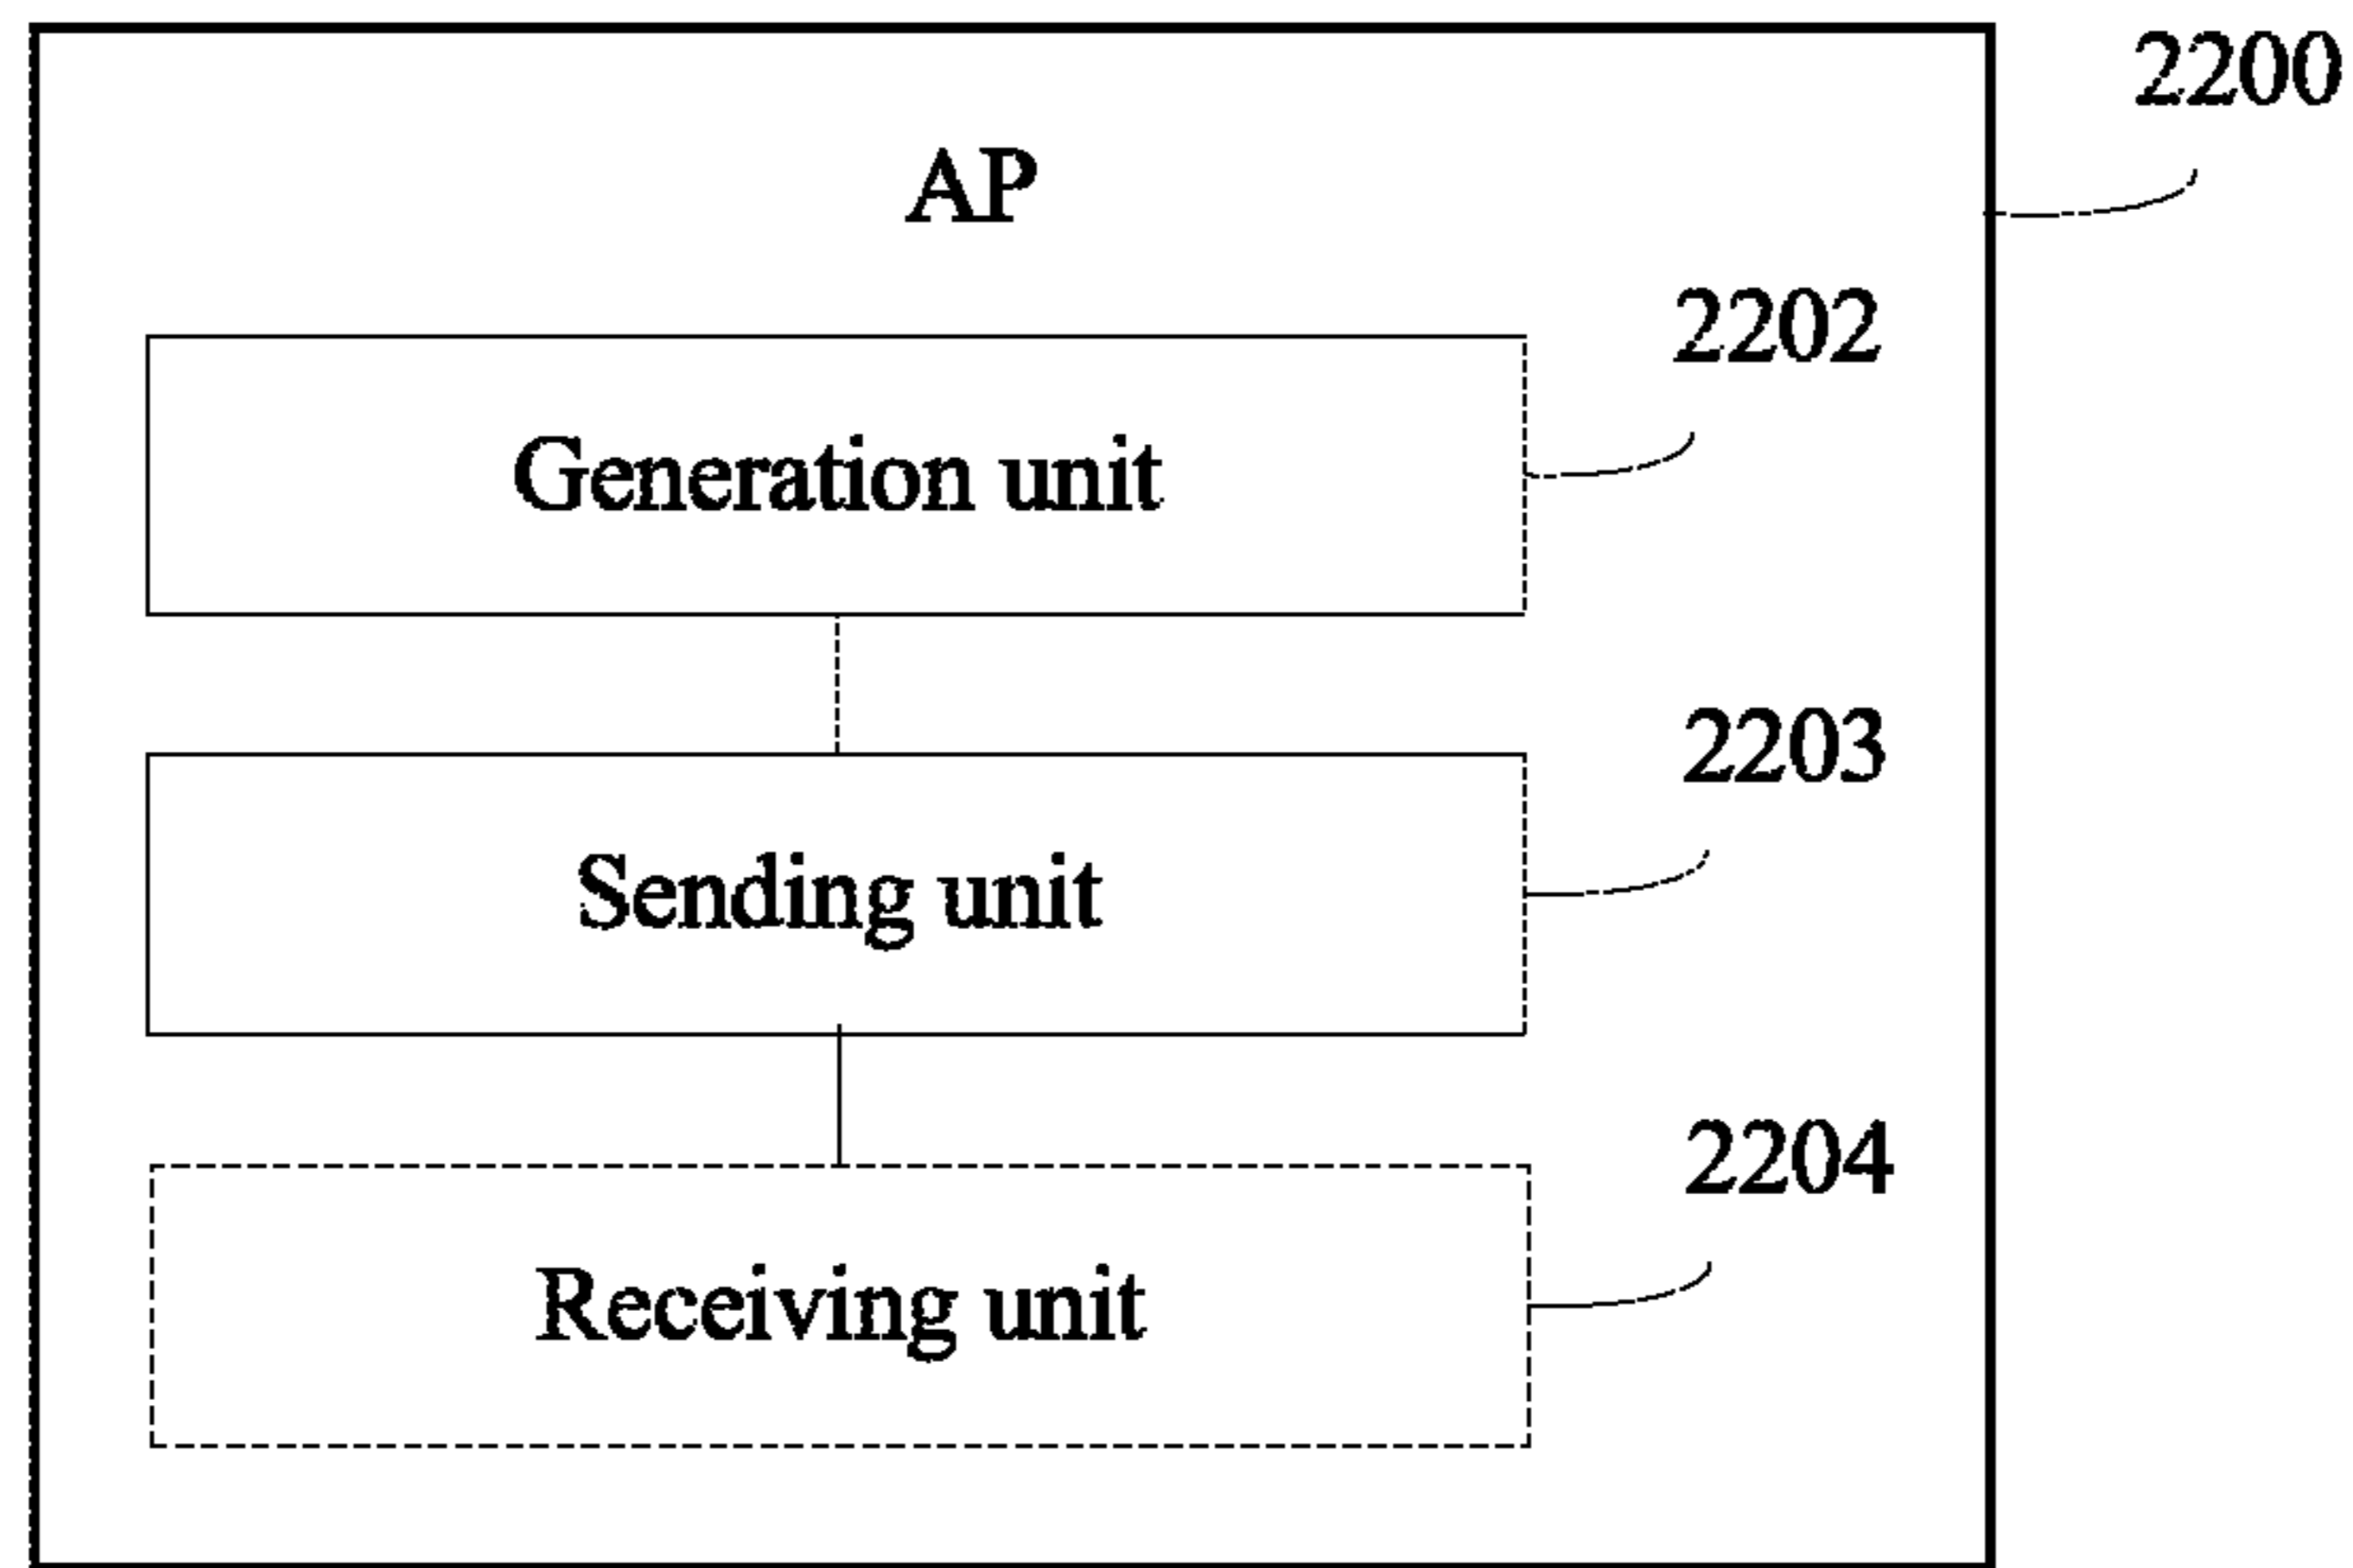 2200
AP
2202
Generation unit
2203
Sending unit
2204
Receiving unit